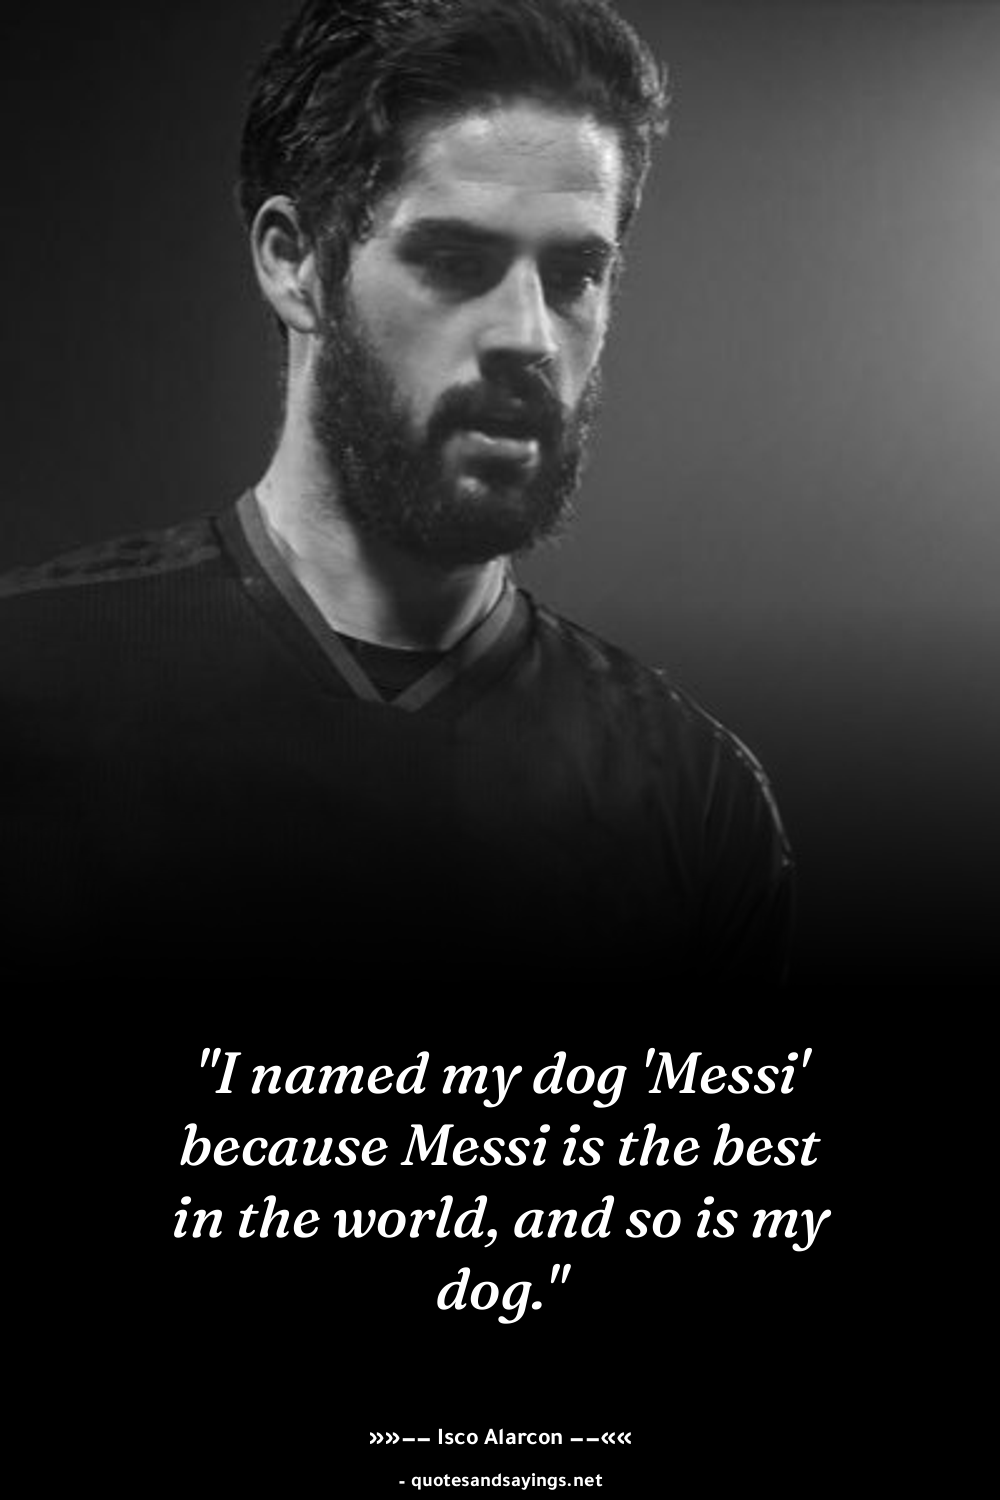 "I named my dog 'Messi'
because Messi is the best
in the world, and so is my
dog."
»»−− Isco Alarcon −−««
- quotesandsayings.net